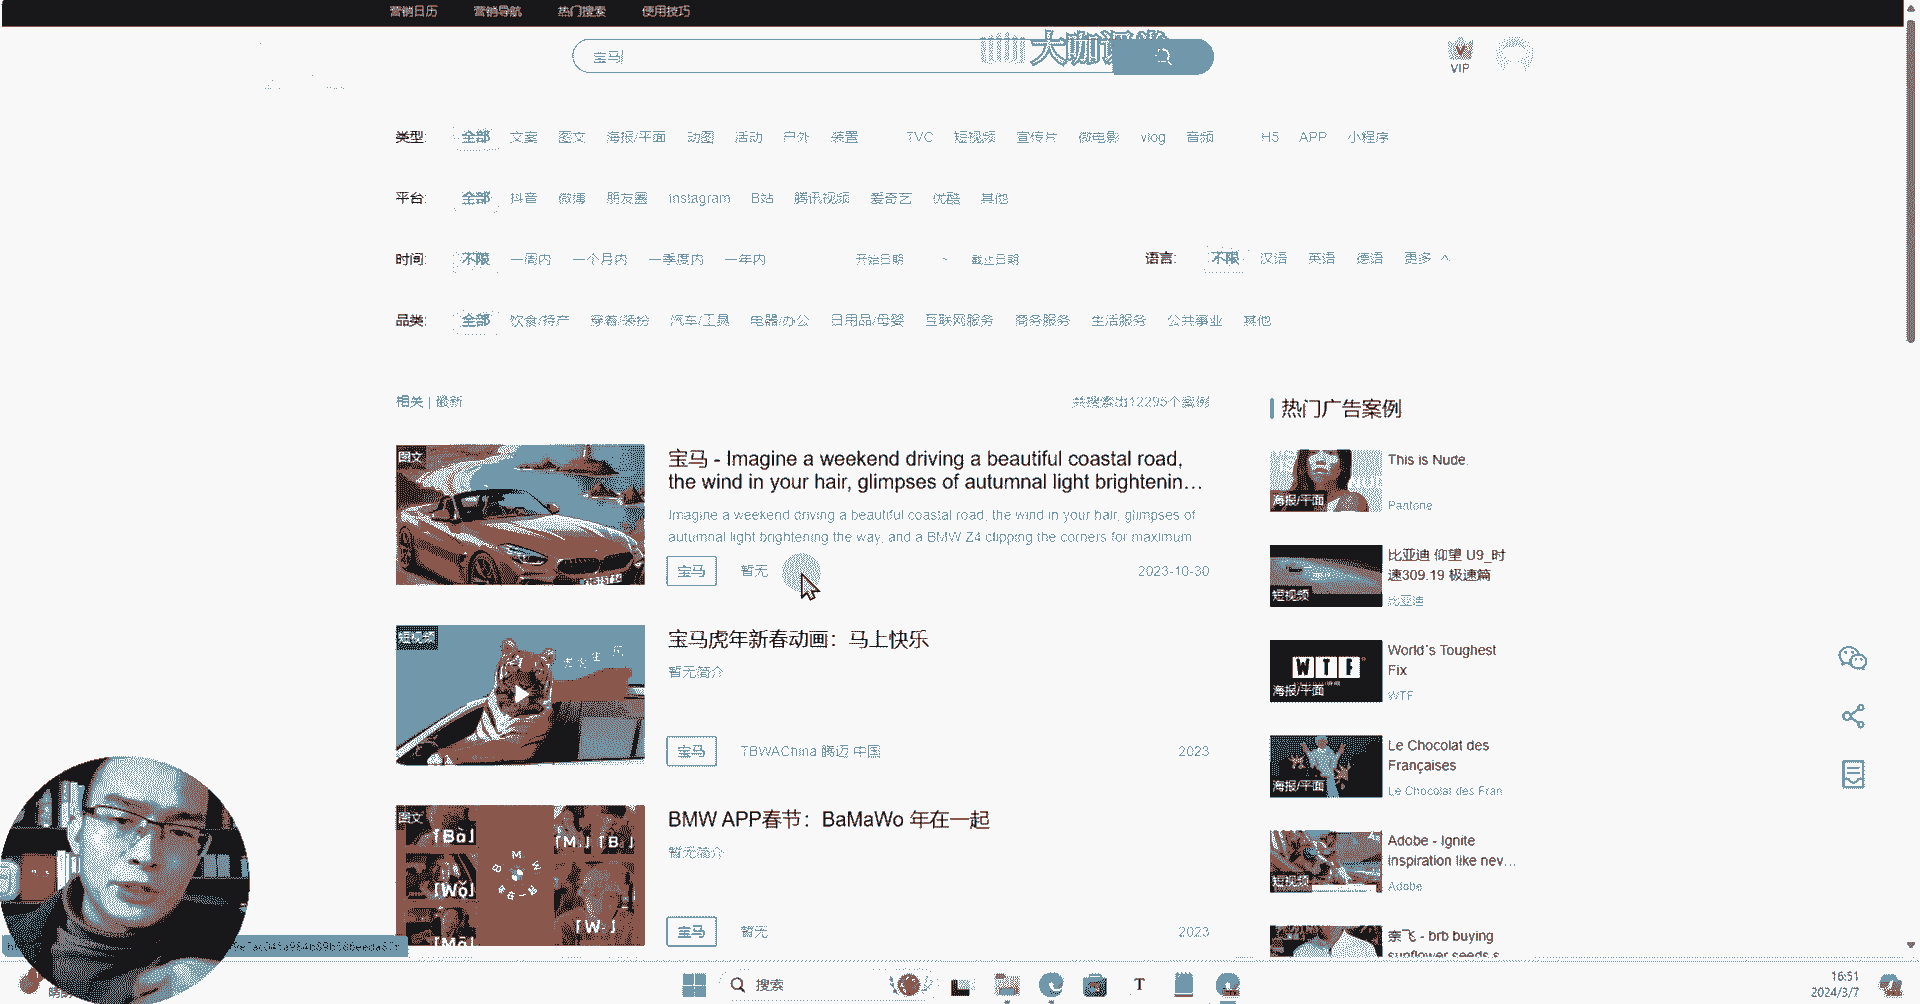 营销日历 营销导航 热门搜索 使用技巧
宝马
大咖课堂
VIP
类型: 全部 文案 图文 海报/平面 动图 活动 户外 装置 TVC 短视频 宣传片 微电影 vlog 音频 H5 APP 小程序
平台: 全部 抖音 微博 朋友圈 instagram B站 腾讯视频 爱奇艺 优酷 其他
时间: 不限 一周内 一个月内 一季度内 一年内 开始日期 ~ 截止日期 语言: 不限 汉语 英语 德语 更多
品类: 全部 饮食/特产 穿着/装扮 汽车/工具 电器/办公 日用品/母婴 互联网服务 商务服务 生活服务 公共事业 其他
相关 | 最新
共搜索出12295个案例
图文
宝马 - Imagine a weekend driving a beautiful coastal road,
the wind in your hair, glimpses of autumnal light brightenin...
Imagine a weekend driving a beautiful coastal road, the wind in your hair, glimpses of
autumnal light brightening the way, and a BMW Z4 clipping the corners for maximum
宝马 暂无 2023-10-30
短视频
宝马虎年新春动画：马上快乐
暂无简介
宝马 TBWAChina 腾迈 中国 2023
图文
「Bā」
「M.」「B.」
「Wǒ」
「W-」
BMW APP春节：BaMaWo 年在一起
暂无简介
宝马 暂无 2023
热门广告案例
海报/平面
This is Nude.
Pantone
短视频
比亚迪 仰望 U9_时
速309.19 极速篇
比亚迪
WTF
海报/平面
World's Toughest
Fix
WTF
海报/平面
Le Chocolat des
Françaises
Le Chocolat des Fran
短视频
Adobe - Ignite
inspiration like nev...
Adobe
奈飞 - brb buying
sunflower seeds s
搜索
T
16:51
2024/3/7